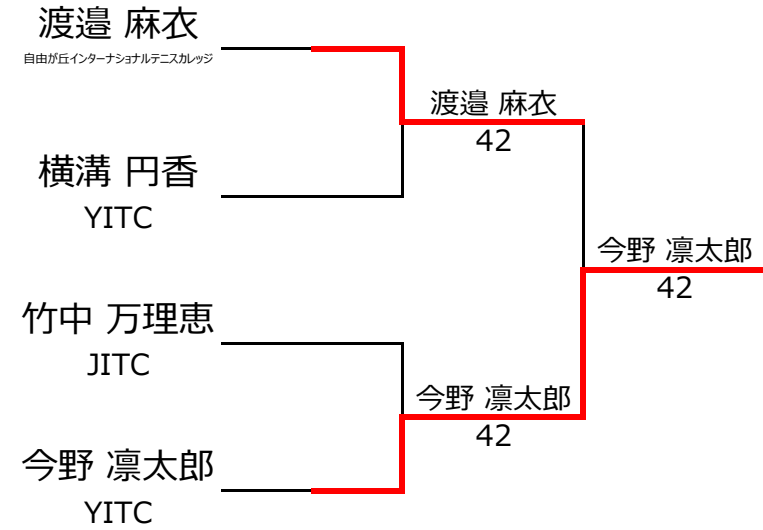 渡邉 麻衣
自由が丘インターナショナルテニスカレッジ
渡邉 麻衣
42
横溝 円香
YITC
今野 凛太郎
42
竹中 万理恵
JITC
今野 凛太郎
42
今野 凛太郎
YITC